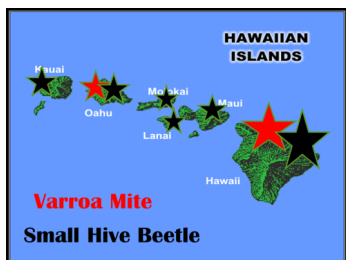 HAWAIIAN
ISLANDS
Kauai
Oahu
Molokai
Maui
Lanai
Hawaii
Varroa Mite
Small Hive Beetle